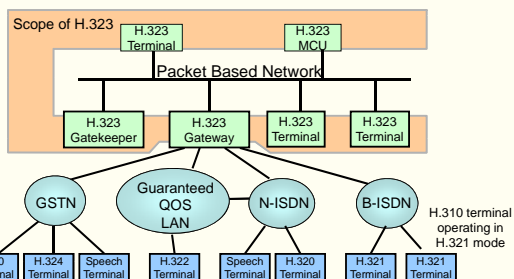 Scope of H.323
H.323
Terminal
H.323
MCU
Packet Based Network
H.323
Gatekeeper
H.323
Gateway
H.323
Terminal
H.323
Terminal
GSTN
Guaranteed
QOS
LAN
N-ISDN
B-ISDN
H.310 terminal
operating in
H.321 mode
H.324
Terminal
Speech
Terminal
H.322
Terminal
Speech
Terminal
H.320
Terminal
H.321
Terminal
H.321
Terminal